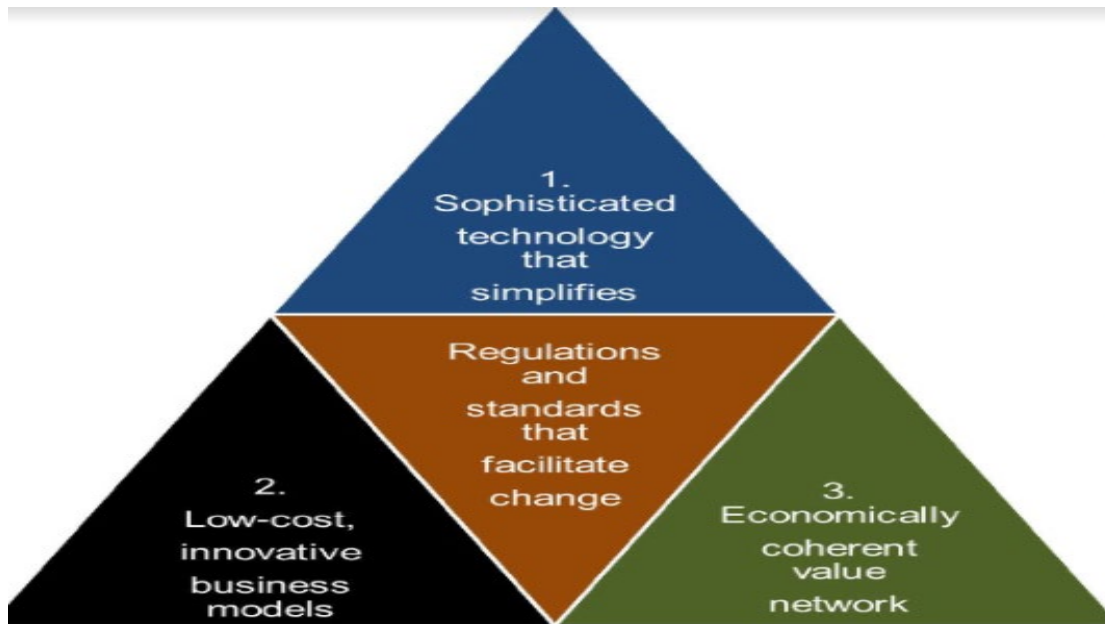 1.
Sophisticated
technology
that
simplifies
Regulations
and
standards
that
facilitate
change
2.
Low-cost,
innovative
business
models
3.
Economically
coherent
value
network